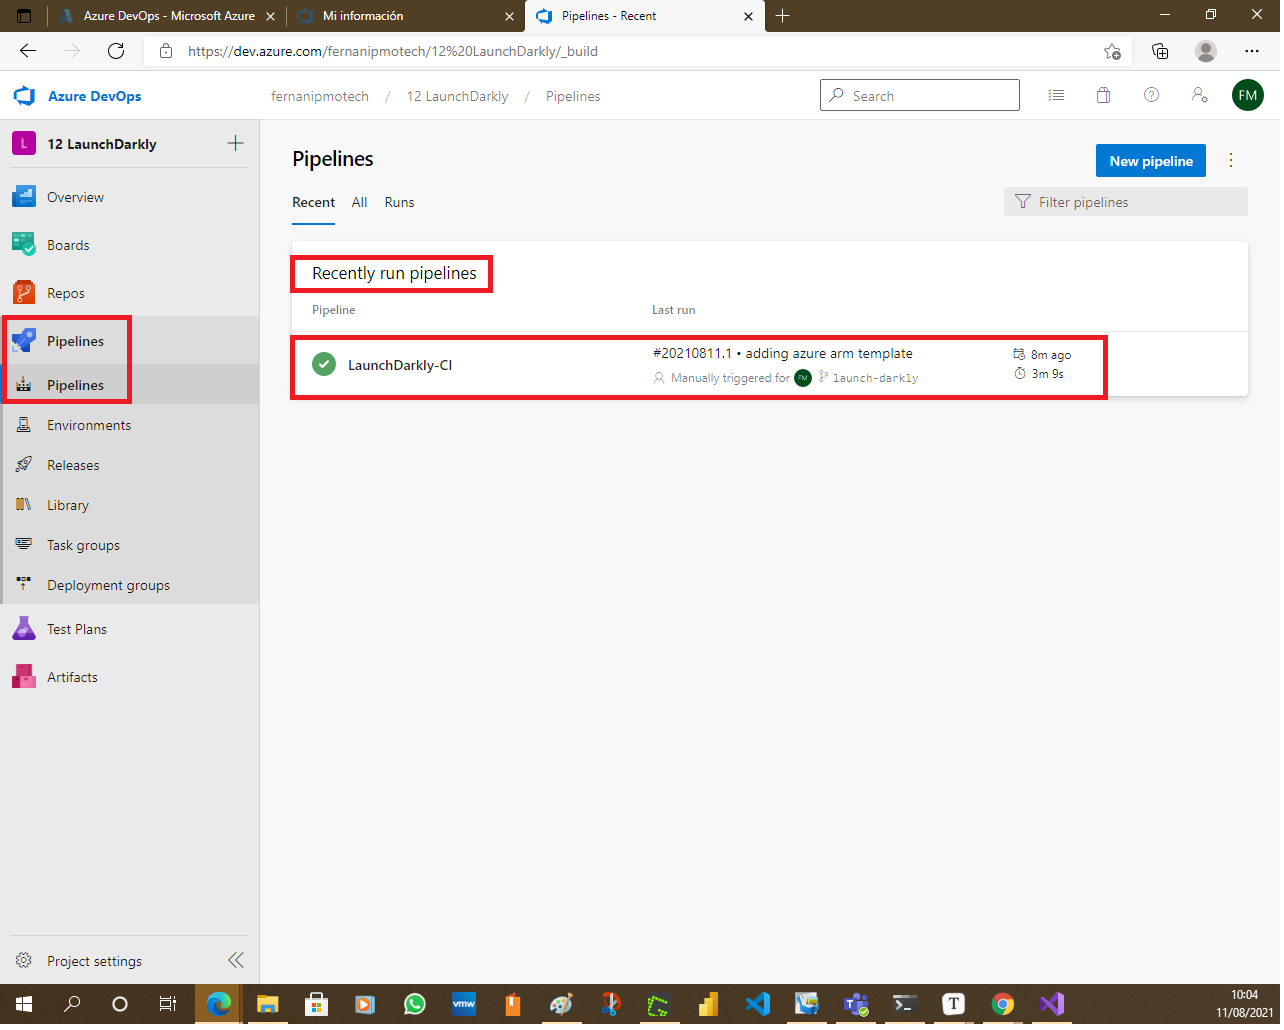 Azure DevOps - Microsoft Azure
Mi información
Pipelines - Recent
https://dev.azure.com/fernanipmotech/12%20LaunchDarkly/_build
Azure DevOps
fernanipmotech / 12 LaunchDarkly / Pipelines
Search
FM
L 12 LaunchDarkly
Overview
Boards
Repos
Pipelines
Pipelines
Environments
Releases
Library
Task groups
Deployment groups
Test Plans
Artifacts
Project settings
Pipelines
New pipeline
Recent All Runs
Filter pipelines
Recently run pipelines
Pipeline Last run
LaunchDarkly-CI
#20210811.1 • adding azure arm template
Manually triggered for FM launch-darkly
8m ago
3m 9s
vmw
T
10:04
11/08/2021